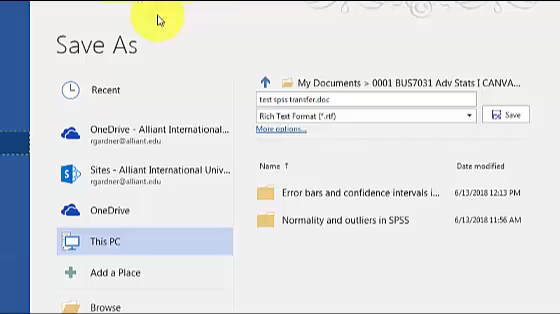 Save As
Recent
OneDrive - Alliant International...
rgardner@alliant.edu
Sites - Alliant International Univ...
rgardner@alliant.edu
OneDrive
This PC
Add a Place
Browse
My Documents > 0001 BUS7031 Adv Stats I CANVA...
test spss transfer.doc
Rich Text Format (*.rtf)
Save
More options...
Name ↑ Date modified
Error bars and confidence intervals i... 6/13/2018 12:13 PM
Normality and outliers in SPSS 6/13/2018 11:56 AM